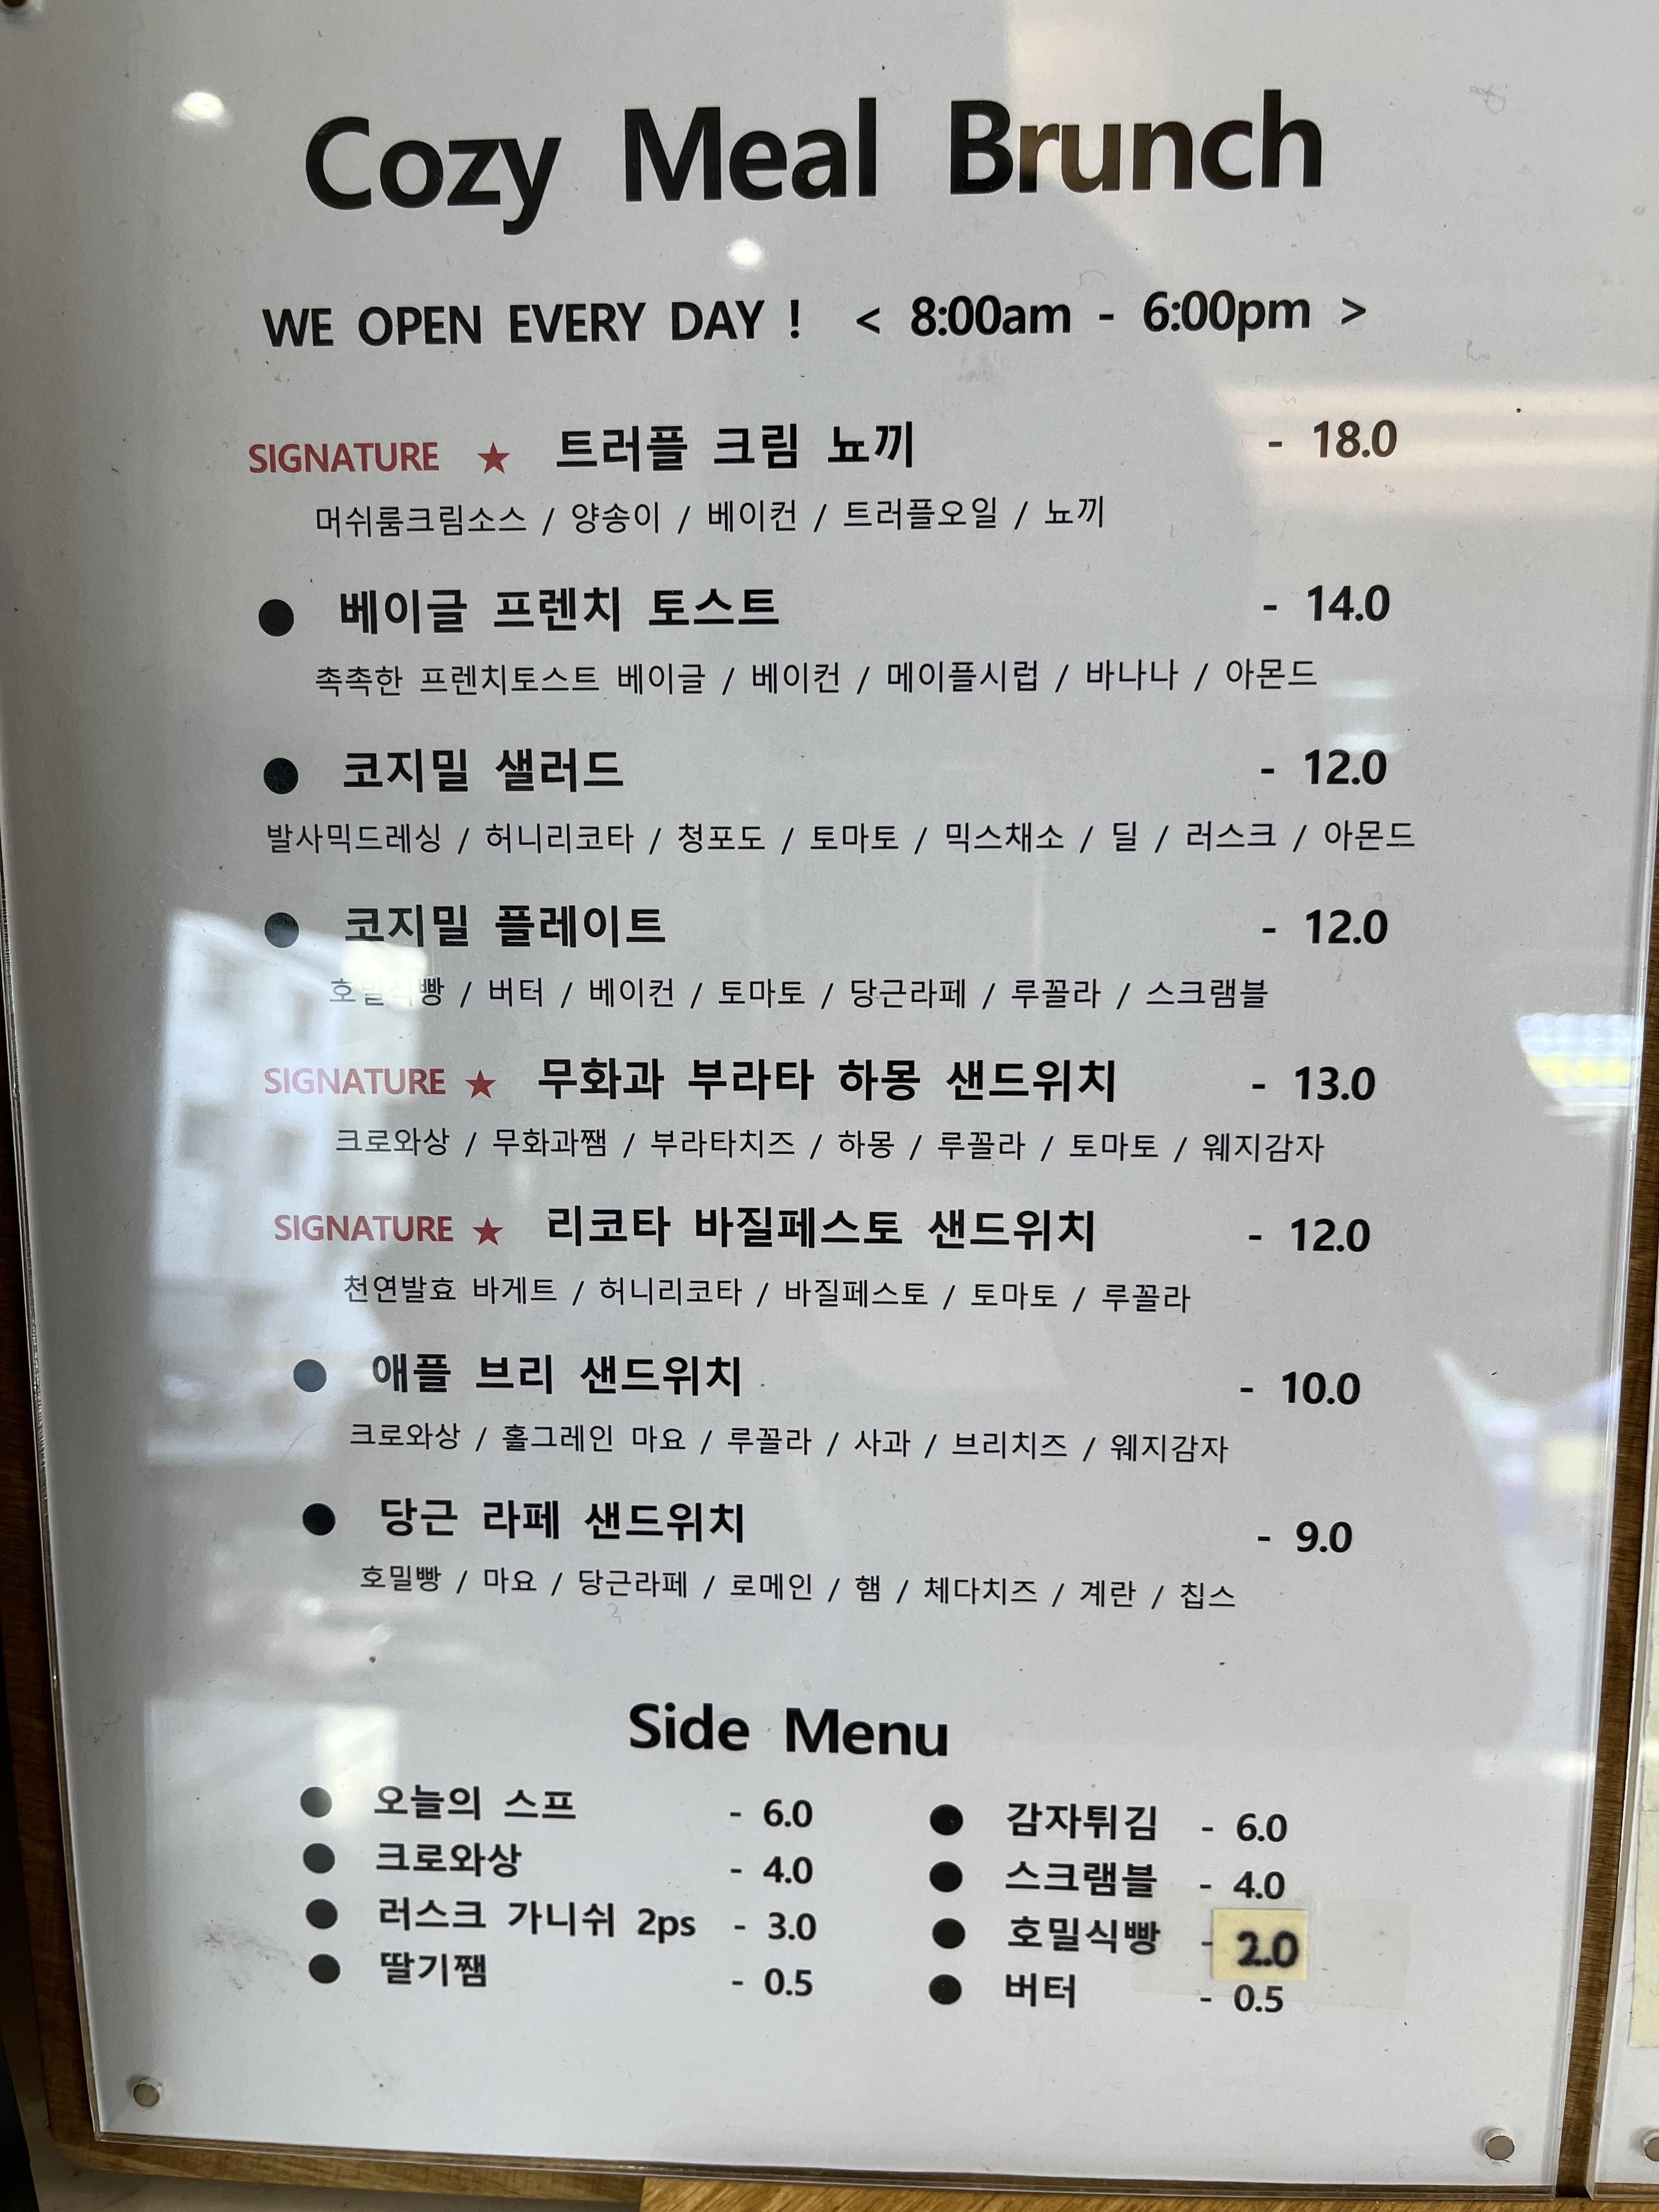 Cozy Meal Brunch
WE OPEN EVERY DAY ! < 8:00am - 6:00pm >
SIGNATURE ★ 트러플 크림 뇨끼 - 18.0
머쉬룸크림소스 / 양송이 / 베이컨 / 트러플오일 / 뇨끼
● 베이글 프렌치 토스트 - 14.0
촉촉한 프렌치토스트 베이글 / 베이컨 / 메이플시럽 / 바나나 / 아몬드
● 코지밀 샐러드 - 12.0
발사믹드레싱 / 허니리코타 / 청포도 / 토마토 / 믹스채소 / 딜 / 러스크 / 아몬드
● 코지밀 플레이트 - 12.0
호밀식빵 / 버터 / 베이컨 / 토마토 / 당근라페 / 루꼴라 / 스크램블
SIGNATURE ★ 무화과 부라타 하몽 샌드위치 - 13.0
크로와상 / 무화과쨈 / 부라타치즈 / 하몽 / 루꼴라 / 토마토 / 웨지감자
SIGNATURE ★ 리코타 바질페스토 샌드위치 - 12.0
천연발효 바게트 / 허니리코타 / 바질페스토 / 토마토 / 루꼴라
● 애플 브리 샌드위치 - 10.0
크로와상 / 홀그레인 마요 / 루꼴라 / 사과 / 브리치즈 / 웨지감자
● 당근 라페 샌드위치 - 9.0
호밀빵 / 마요 / 당근라페 / 로메인 / 햄 / 체다치즈 / 계란 / 칩스
Side Menu
● 오늘의 스프 - 6.0
● 크로와상 - 4.0
● 러스크 가니쉬 2ps - 3.0
● 딸기쨈 - 0.5
● 감자튀김 - 6.0
● 스크램블 - 4.0
● 호밀식빵 - 2.0
● 버터 - 0.5